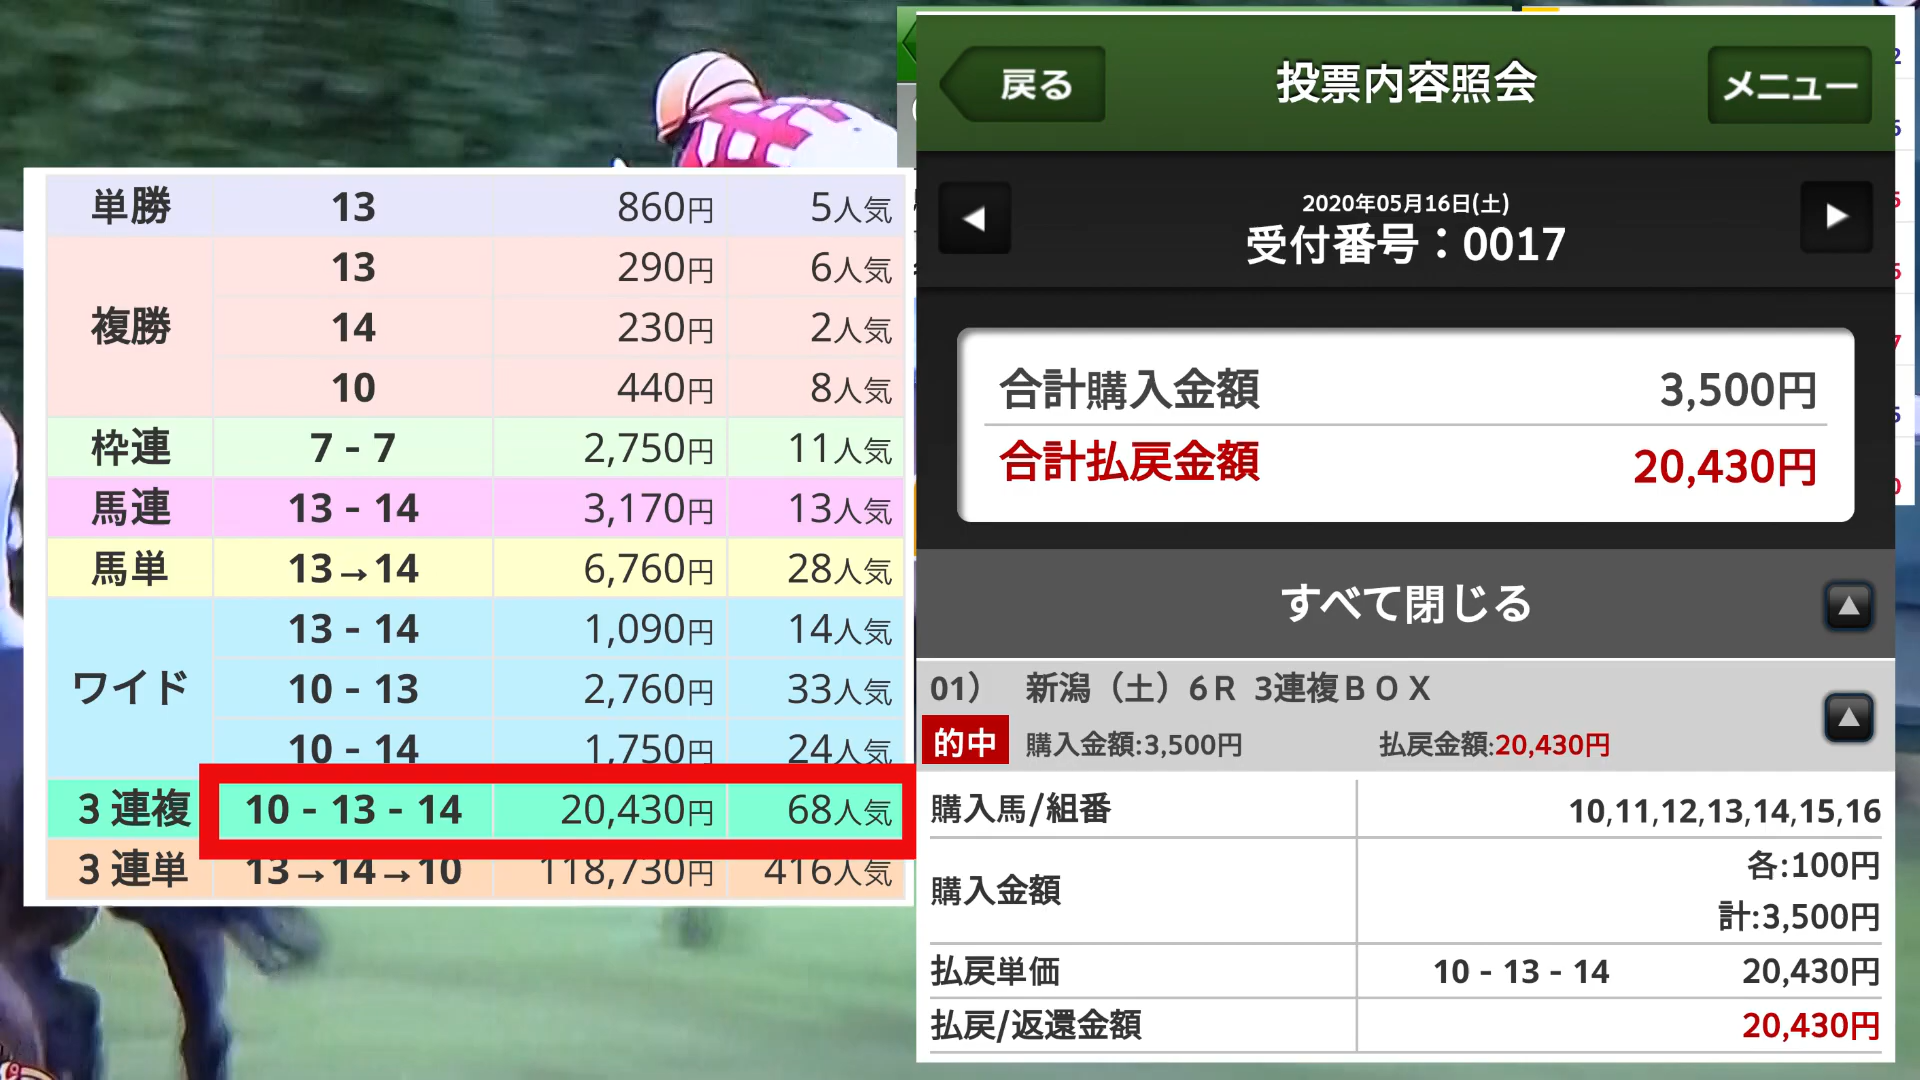 単勝 13 860円 5人気
複勝 13 290円 6人気
14 230円 2人気
10 440円 8人気
枠連 7 - 7 2,750円 11人気
馬連 13 - 14 3,170円 13人気
馬単 13→14 6,760円 28人気
ワイド 13 - 14 1,090円 14人気
10 - 13 2,760円 33人気
10 - 14 1,750円 24人気
3連複 10 - 13 - 14 20,430円 68人気
3連単 13→14→10 118,730円 416人気
戻る 投票内容照会 メニュー
◀ 2020年05月16日(土) ▶
受付番号：0017
合計購入金額 3,500円
合計払戻金額 20,430円
すべて閉じる ▲
01） 新潟（土）6R 3連複BOX ▲
的中 購入金額:3,500円 払戻金額:20,430円
購入馬/組番 10,11,12,13,14,15,16
購入金額 各:100円
計:3,500円
払戻単価 10 - 13 - 14 20,430円
払戻/返還金額 20,430円